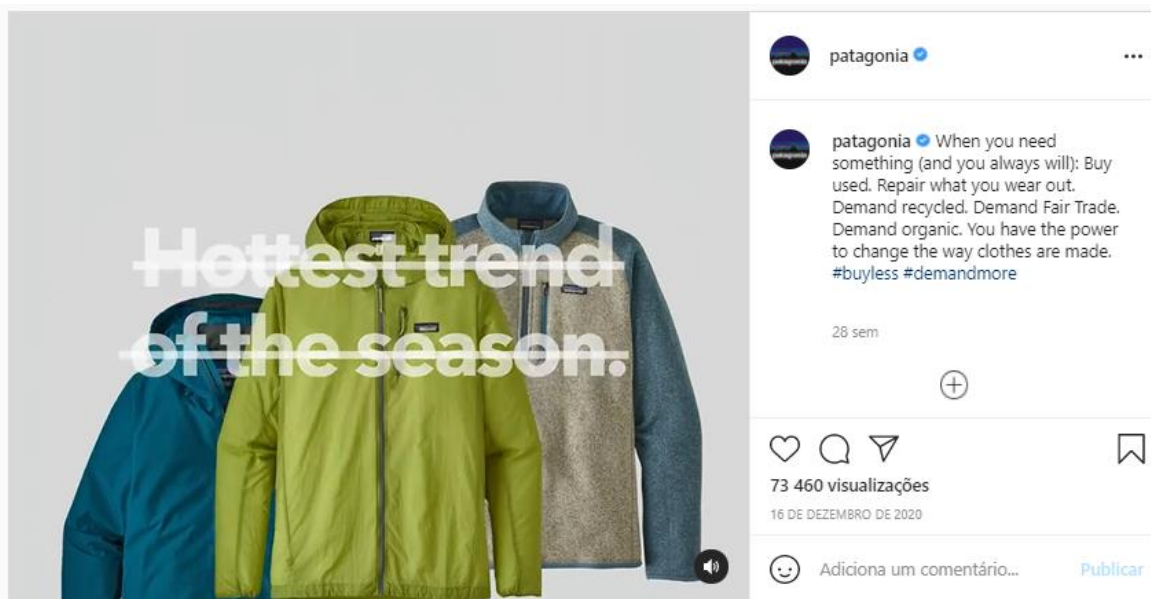 Hottest trend
of the season.
patagonia
patagonia When you need
something (and you always will): Buy
used. Repair what you wear out.
Demand recycled. Demand Fair Trade.
Demand organic. You have the power
to change the way clothes are made.
#buyless #demandmore
28 sem
73 460 visualizações
16 DE DEZEMBRO DE 2020
Adiciona um comentário...
Publicar